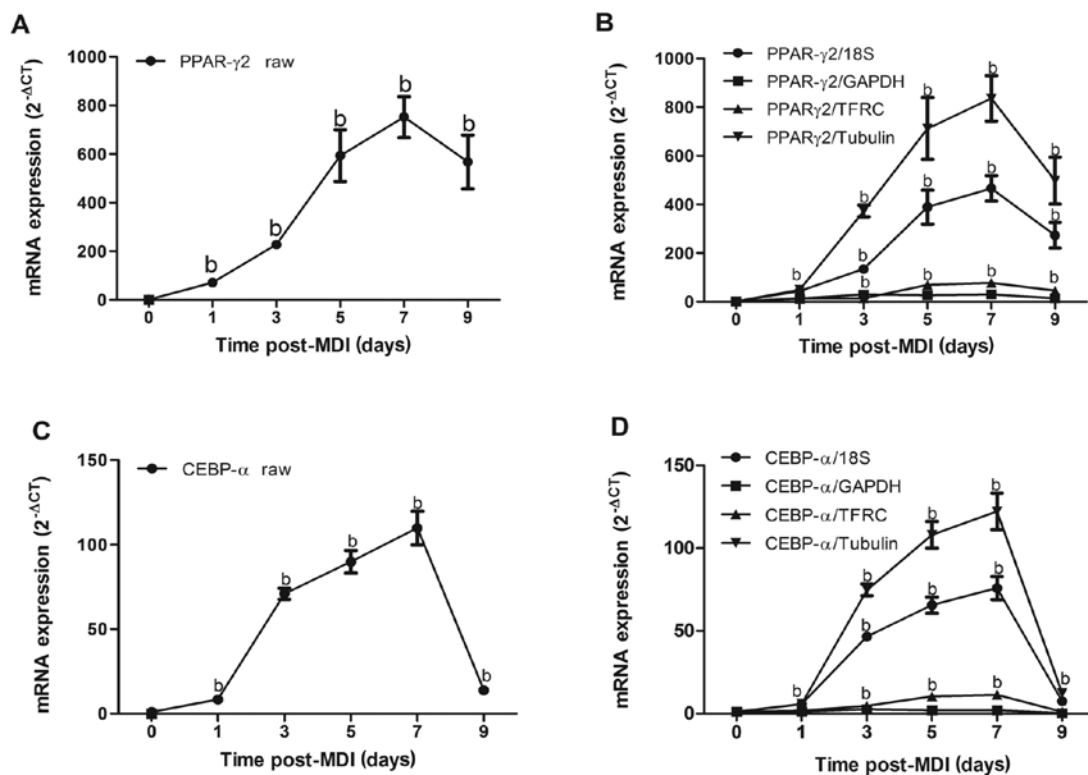 A
PPAR-γ2 raw
mRNA expression (2^-ΔCT)
1000
800
600
400
200
0
b
b
b
b
b
0 1 3 5 7 9
Time post-MDI (days)
B
PPAR-γ2/18S
PPAR-γ2/GAPDH
PPARγ2/TFRC
PPARγ2/Tubulin
mRNA expression (2^-ΔCT)
1000
800
600
400
200
0
b b b b b
b b b b
b b b b
0 1 3 5 7 9
Time post-MDI (days)
C
CEBP-α raw
mRNA expression (2^-ΔCT)
150
100
50
0
b
b
b
b
b
0 1 3 5 7 9
Time post-MDI (days)
D
CEBP-α/18S
CEBP-α/GAPDH
CEBP-α/TFRC
CEBP-α/Tubulin
mRNA expression (2^-ΔCT)
150
100
50
0
b b b b b
b b b
b b b
0 1 3 5 7 9
Time post-MDI (days)